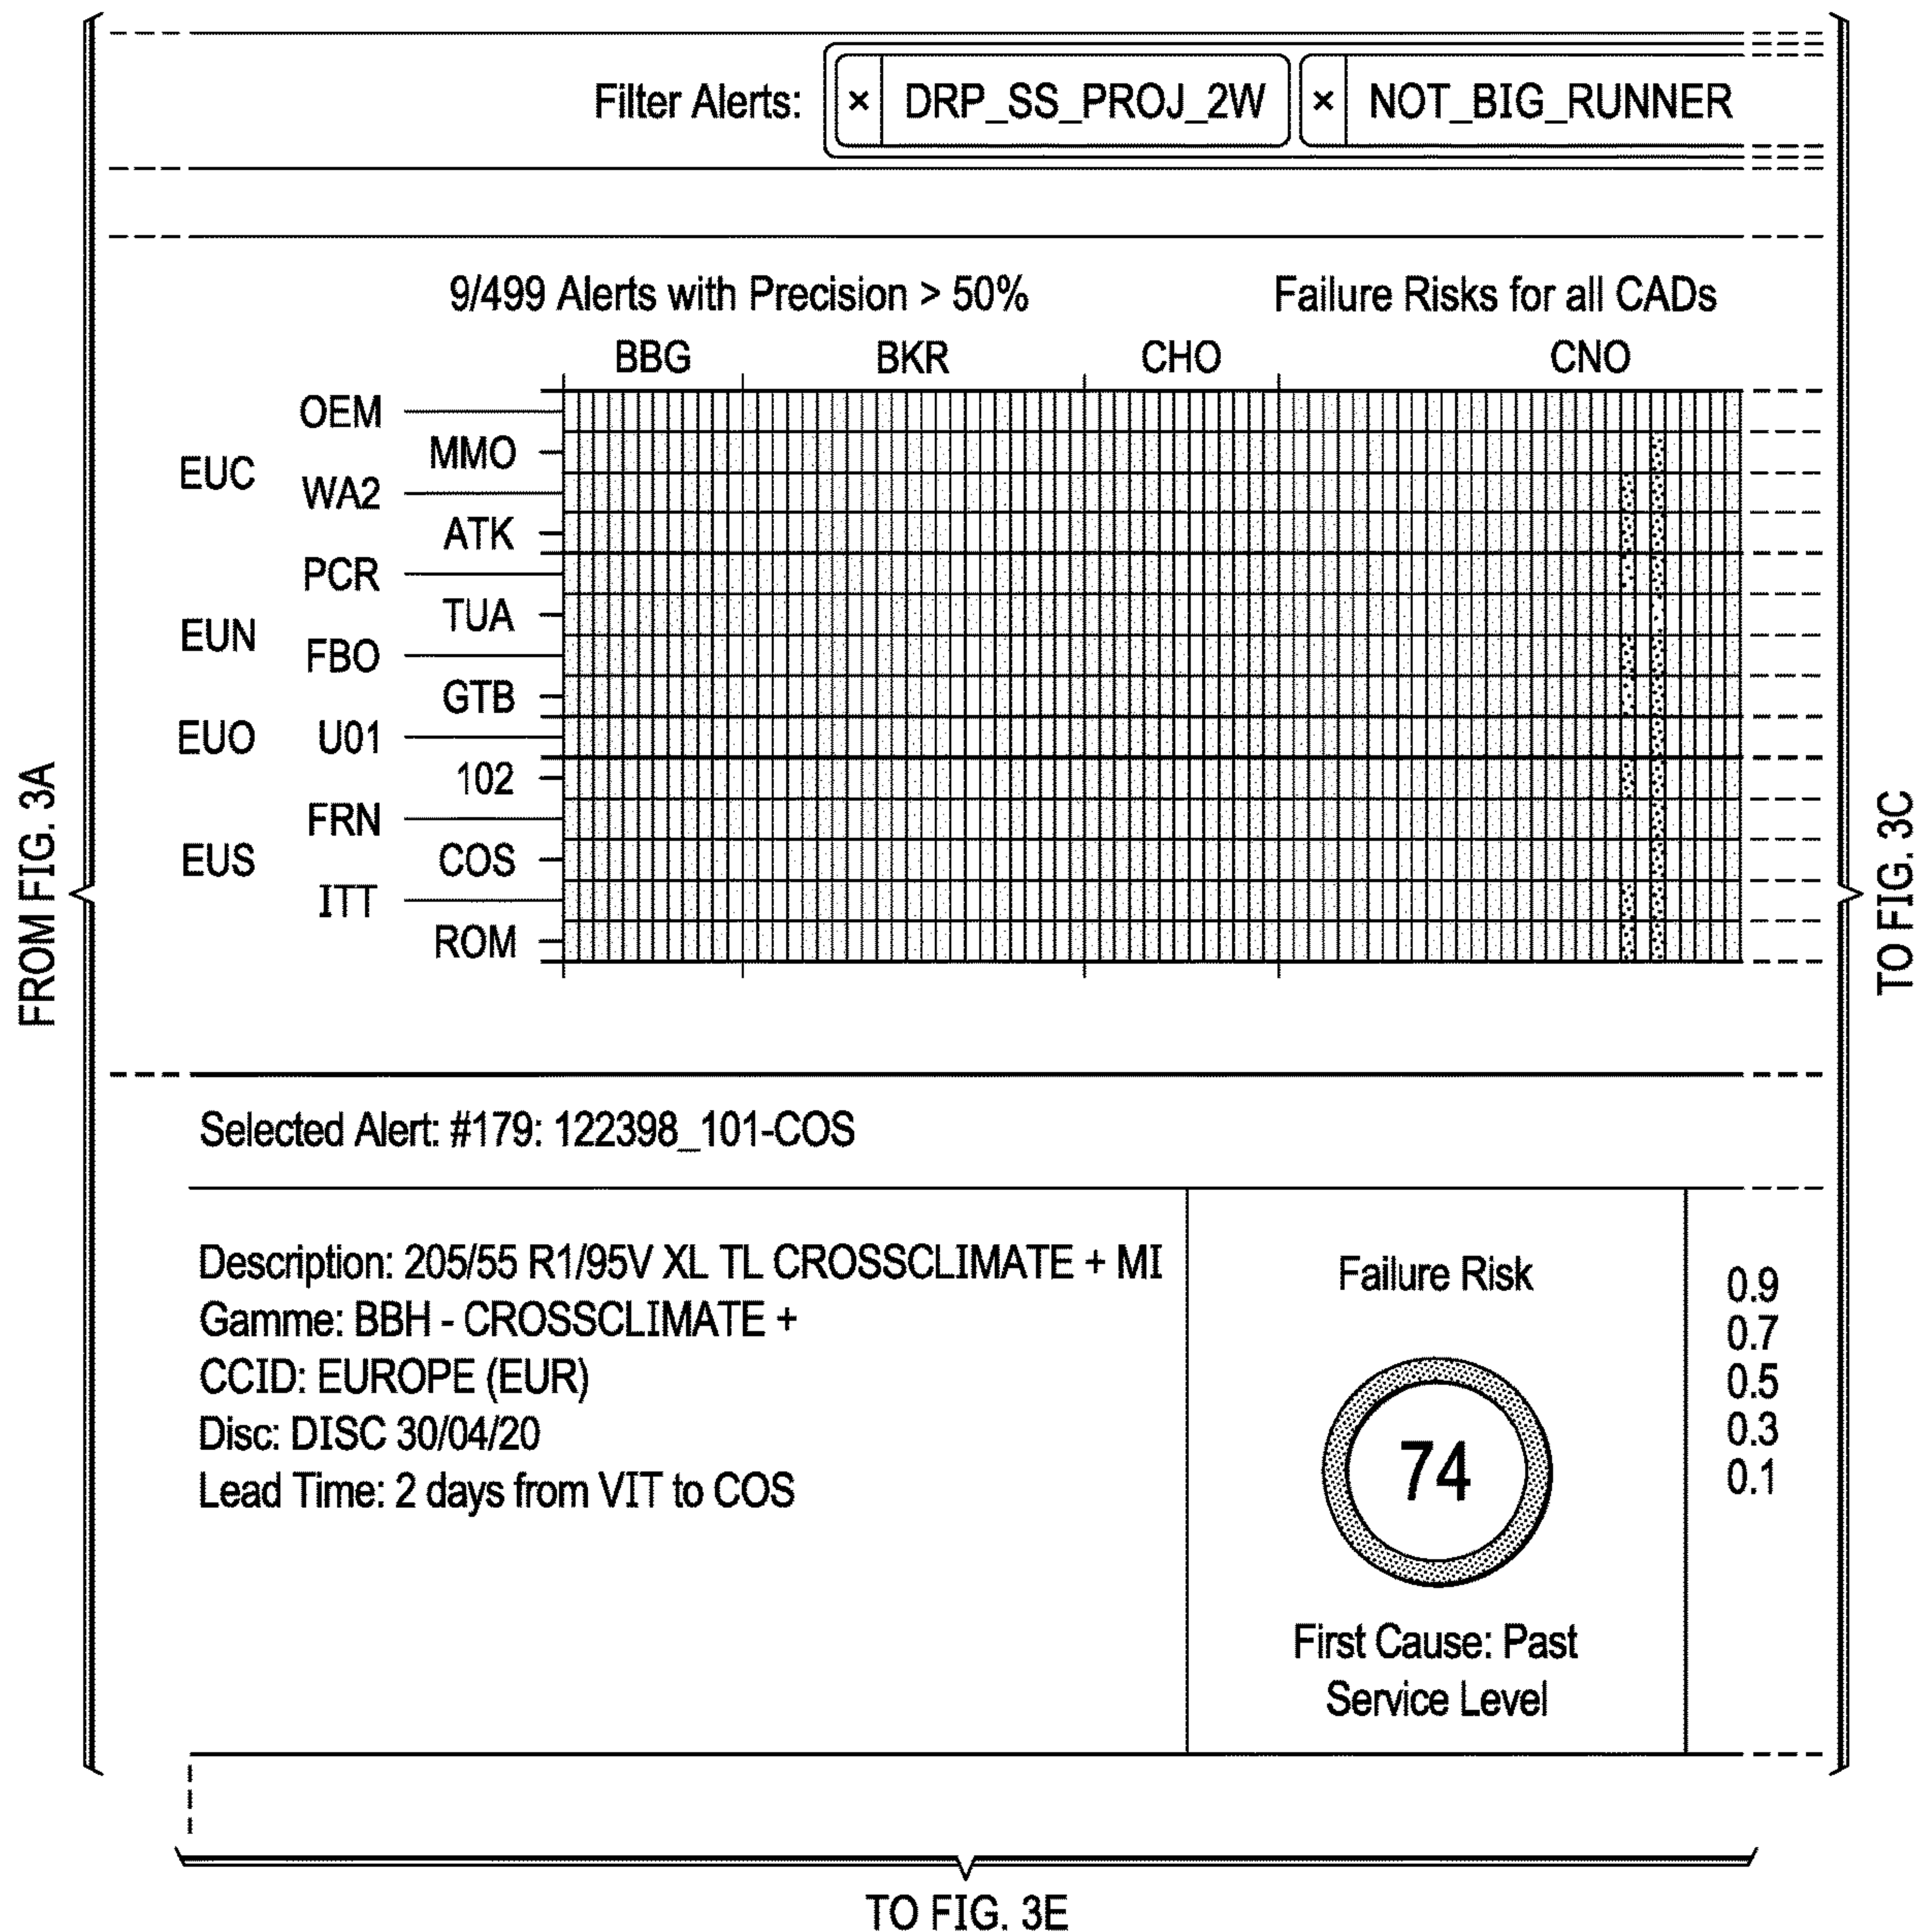 Filter Alerts: × DRP_SS_PROJ_2W × NOT_BIG_RUNNER
9/499 Alerts with Precision > 50% Failure Risks for all CADs
BBG BKR CHO CNO
OEM
MMO
EUC
WA2
ATK
PCR
TUA
EUN
FBO
GTB
EUO U01
102
FRN
EUS COS
ITT
ROM
FROM FIG. 3A
TO FIG. 3C
Selected Alert: #179: 122398_101-COS
Description: 205/55 R1/95V XL TL CROSSCLIMATE + MI
Gamme: BBH - CROSSCLIMATE +
CCID: EUROPE (EUR)
Disc: DISC 30/04/20
Lead Time: 2 days from VIT to COS
Failure Risk
74
First Cause: Past
Service Level
0.9
0.7
0.5
0.3
0.1
TO FIG. 3E